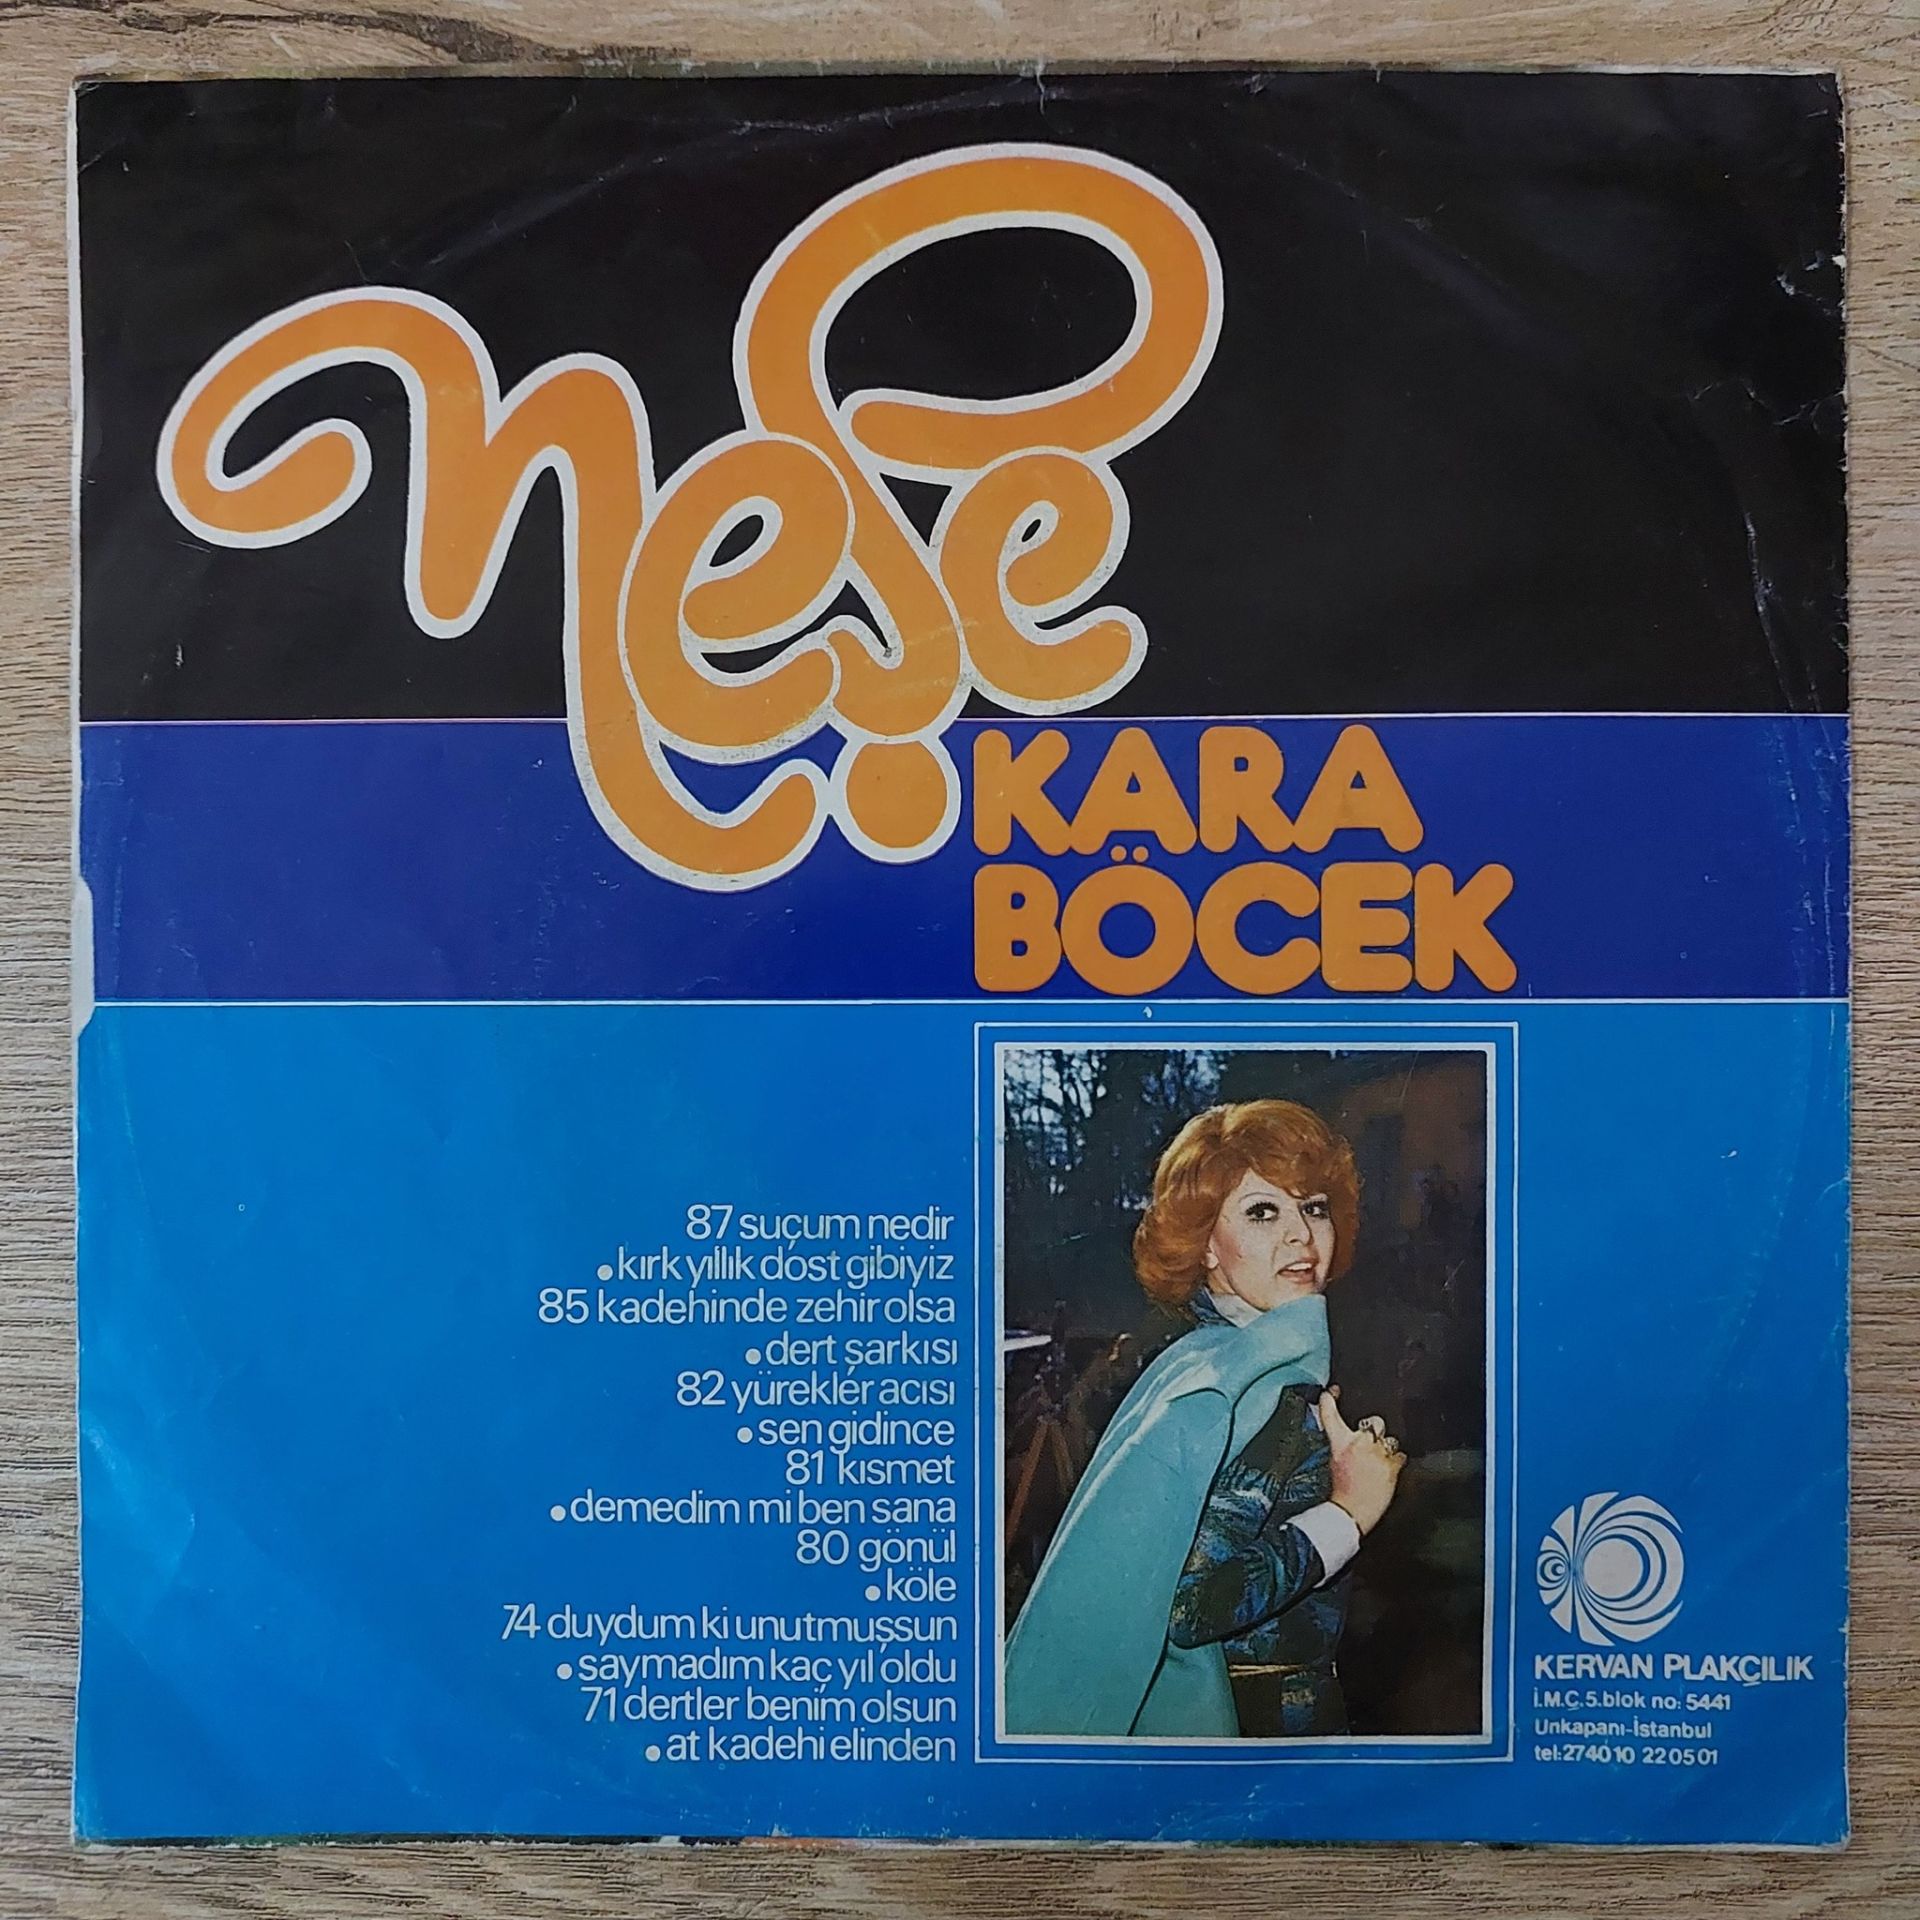 Neşe
KARA
BÖCEK
87 suçum nedir
• kırk yıllık dost gibiyiz
85 kadehinde zehir olsa
• dert şarkısı
82 yürekler acısı
• sen gidince
81 kısmet
• demedim mi ben sana
80 gönül
• köle
74 duydum ki unutmuşsun
• saymadım kaç yıl oldu
71 dertler benim olsun
• at kadehi elinden
KERVAN PLAKÇILIK
İ.M.Ç.5.blok no: 5441
Unkapanı-İstanbul
tel:274010 220501